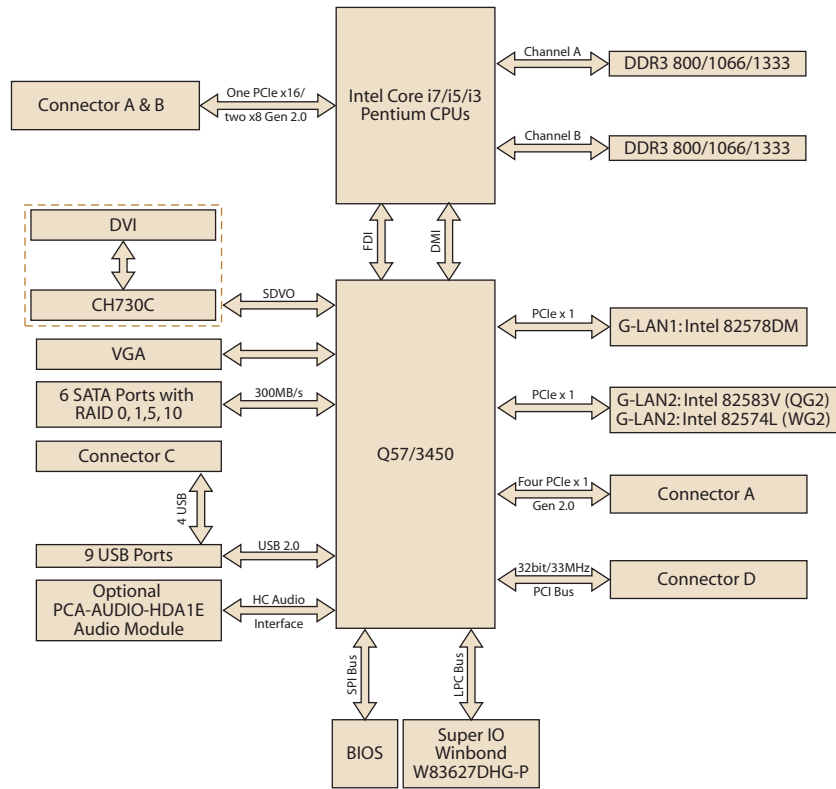 Intel Core i7/i5/i3
Pentium CPUs
Channel A
DDR3 800/1066/1333
Channel B
DDR3 800/1066/1333
Connector A & B
One PCIe x16/
two x8 Gen 2.0
FDI
DMI
DVI
CH730C
SDVO
VGA
6 SATA Ports with
RAID 0, 1,5, 10
300MB/s
Connector C
4 USB
9 USB Ports
USB 2.0
Optional
PCA-AUDIO-HDA1E
Audio Module
HC Audio
Interface
Q57/3450
PCIe x 1
G-LAN1: Intel 82578DM
PCIe x 1
G-LAN2: Intel 82583V (QG2)
G-LAN2: Intel 82574L (WG2)
Four PCIe x 1
Gen 2.0
Connector A
32bit/33MHz
PCI Bus
Connector D
SPI Bus
LPC Bus
BIOS
Super IO
Winbond
W83627DHG-P